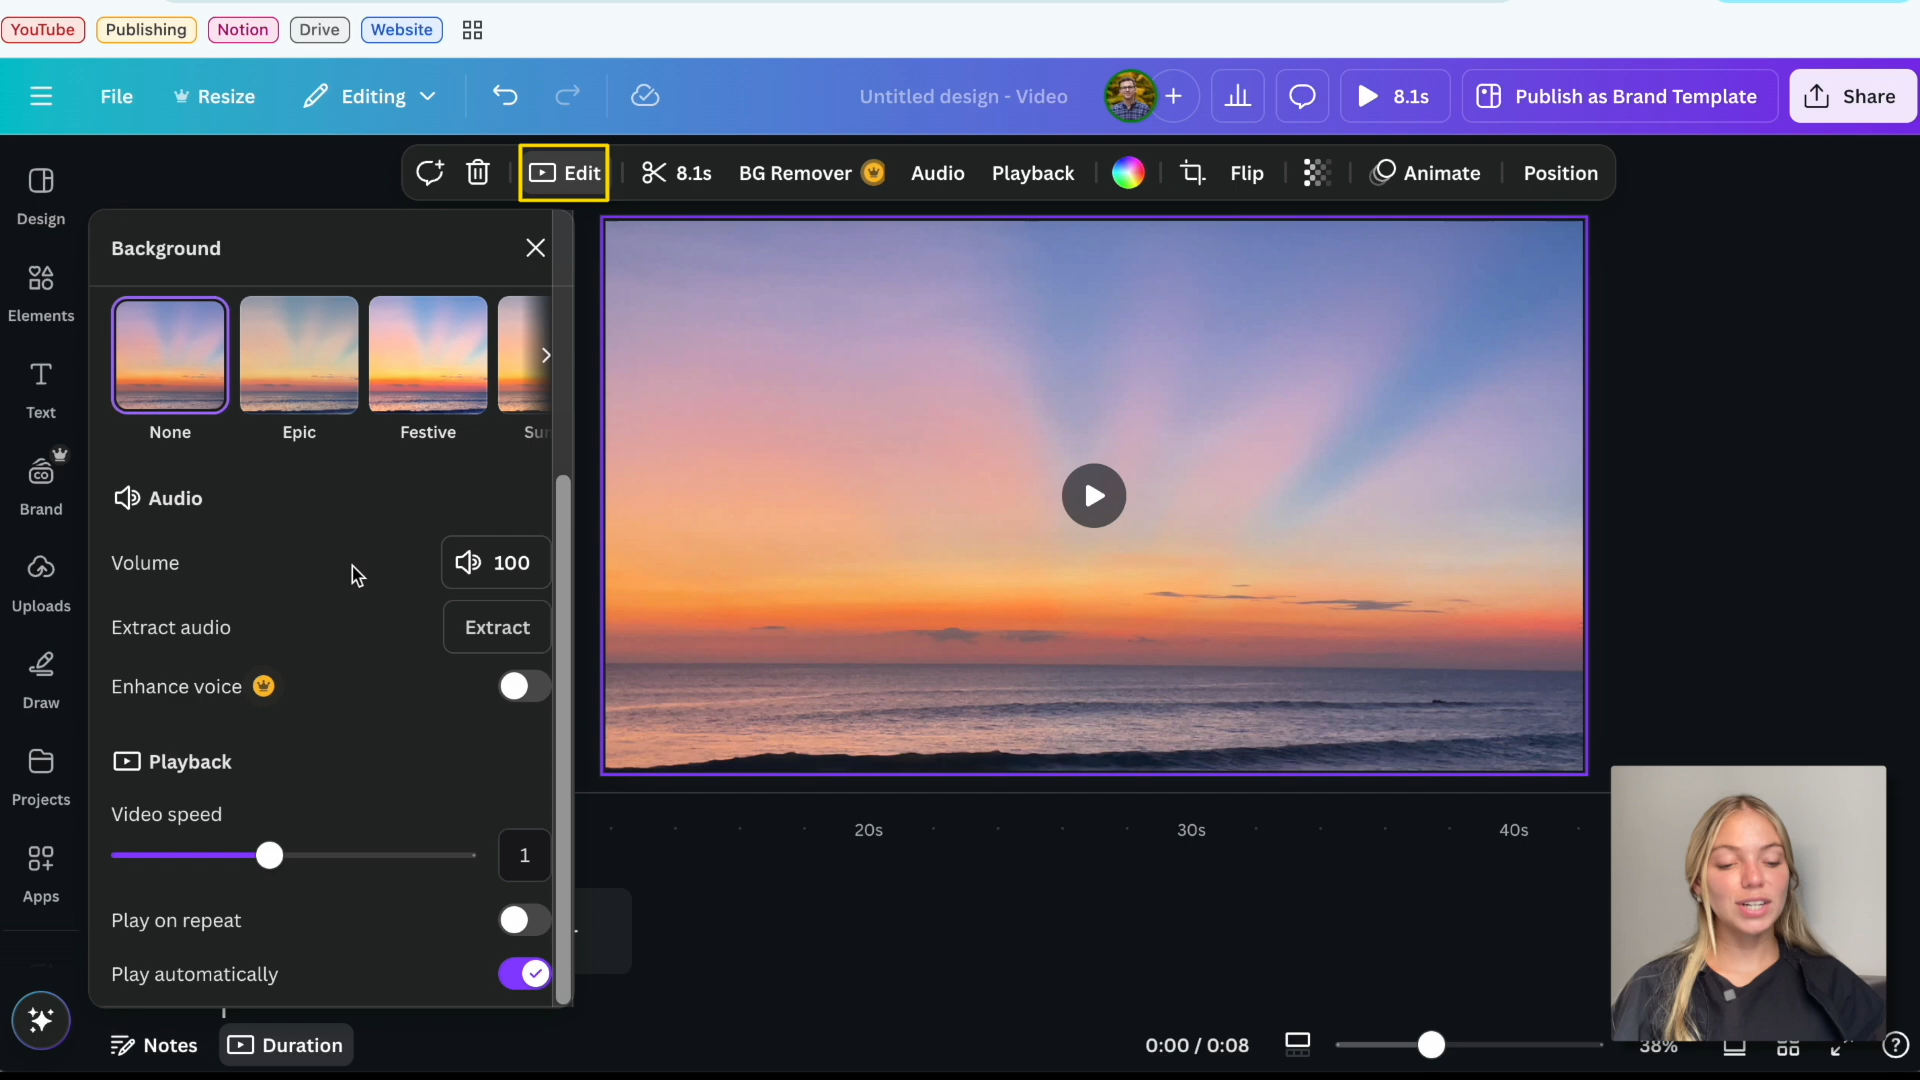 YouTube Publishing Notion Drive Website
File Resize Editing Untitled design - Video 8.1s Publish as Brand Template Share
Edit 8.1s BG Remover Audio Playback Flip Animate Position
Design
Elements
Text
Brand
Uploads
Draw
Projects
Apps
Background
None Epic Festive Sun
Audio
Volume 100
Extract audio Extract
Enhance voice
Playback
Video speed
1
Play on repeat
Play automatically
20s 30s 40s
Notes Duration 0:00 / 0:08 38% ?